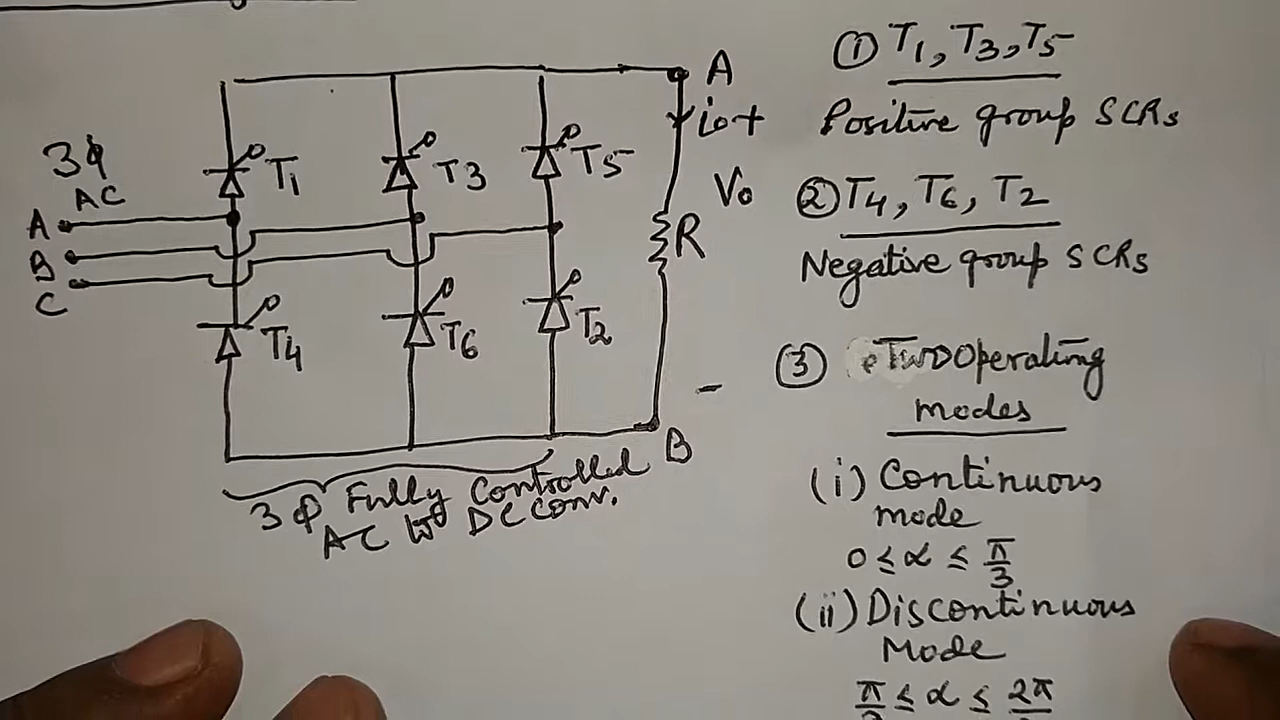 3ϕ
AC
A
B
C
T1
T3
T5
T4
T6
T2
A
io+
Vo
R
-
B
3ϕ Fully Controlled
AC to DC Conv.
① T1, T3, T5
Positive group SCRs
② T4, T6, T2
Negative group SCRs
③ Two Operating
modes
(i) Continuous
mode
0 ≤ α ≤ π/3
(ii) Discontinuous
Mode
π ≤ α ≤ 2π